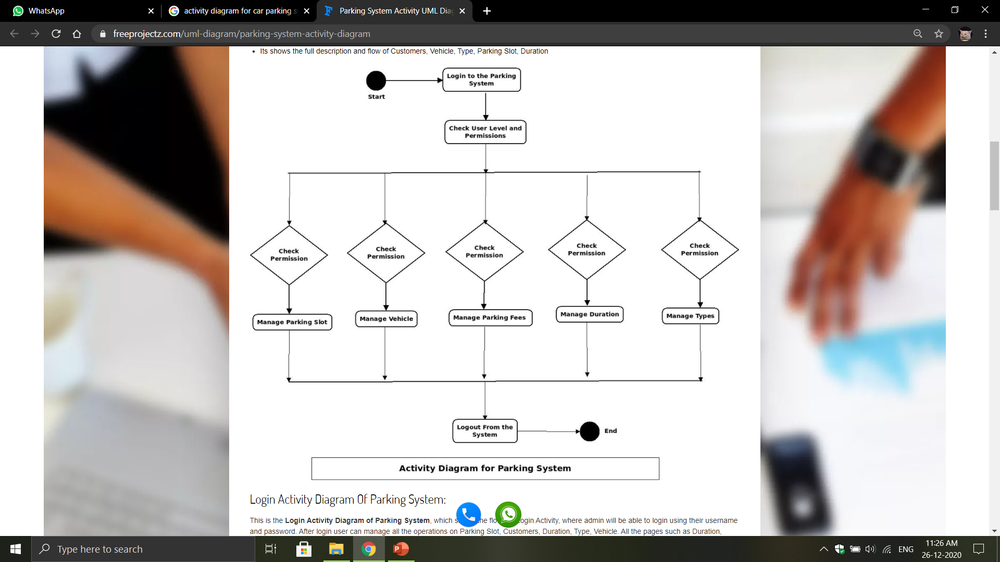 WhatsApp
activity diagram for car parking s
Parking System Activity UML Dia
freeprojectz.com/uml-diagram/parking-system-activity-diagram
Its shows the full description and flow of Customers, Vehicle, Type, Parking Slot, Duration
Login to the Parking
System
Start
Check User Level and
Permissions
Check
Permission
Check
Permission
Check
Permission
Check
Permission
Check
Permission
Manage Parking Slot
Manage Vehicle
Manage Parking Fees
Manage Duration
Manage Types
Logout From the
System
End
Activity Diagram for Parking System
Login Activity Diagram Of Parking System:
This is the Login Activity Diagram of Parking System, which s he flo ogin Activity, where admin will be able to login using their username
and password. After login user can manage all the operations on Parking Slot, Customers, Duration, Type, Vehicle. All the pages such as Duration,
Type here to search
ENG
11:26 AM
26-12-2020